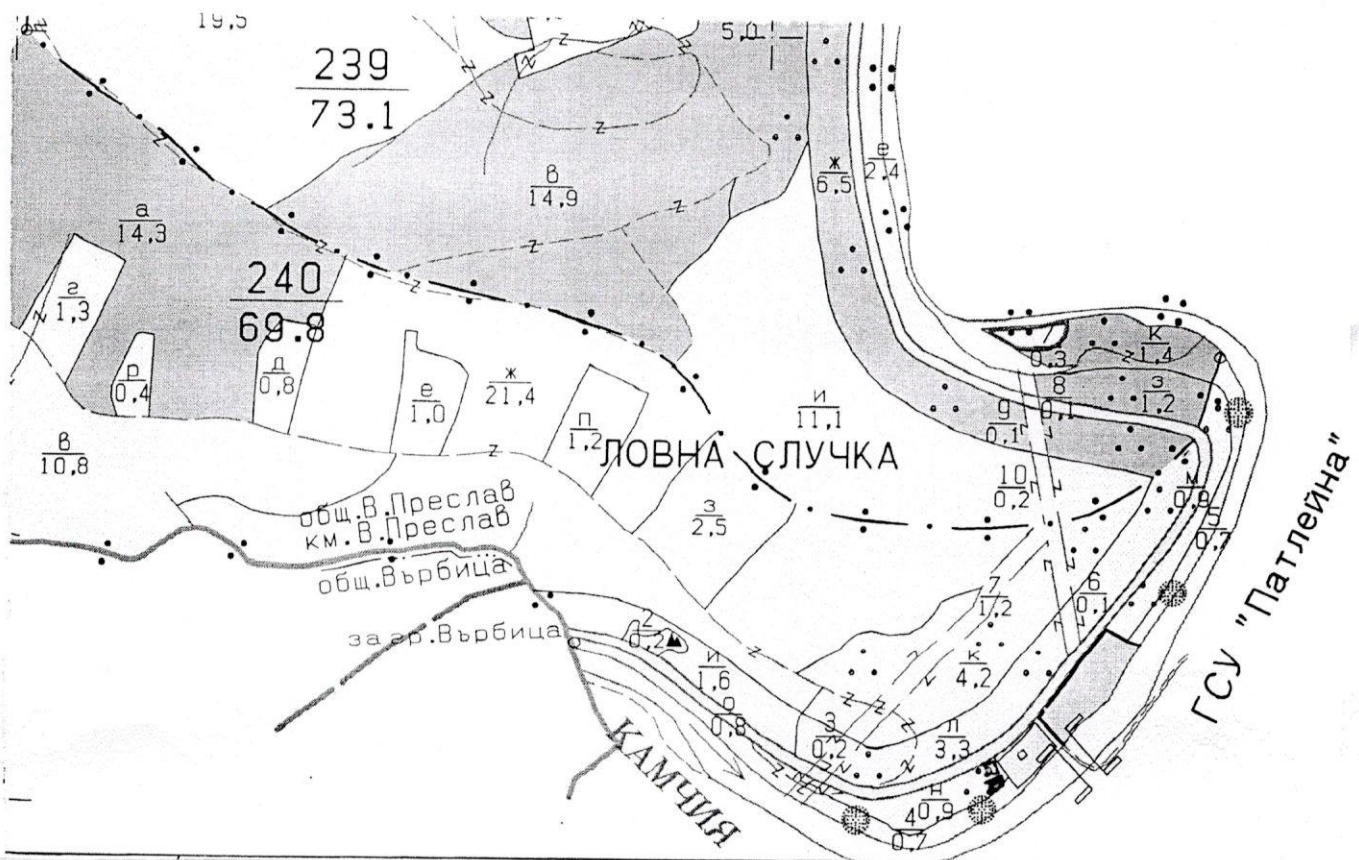 19,5
5,0
239
73.1
ж
6,5
е
2,4
в
14,9
а
14,3
240
69.8
г
1,3
р
0,4
д
0,8
е
1,0
ж
21,4
п
1,2
и
11,1
7
0,3
к
1,4
8
0,1
з
1,2
9
0,1
в
10,8
ЛОВНА СЛУЧКА
10
0,2
м
0,9
5
0,7
з
2,5
общ.В.Преслав
км.В.Преслав
общ.Върбица
за гр.Върбица
7
1,2
6
0,1
2
0,2
и
1,6
к
4,2
о
0,8
3
0,2
л
3,3
КАМЧИЯ
н
0,9
4
0,7
ГСУ "Патлейна"